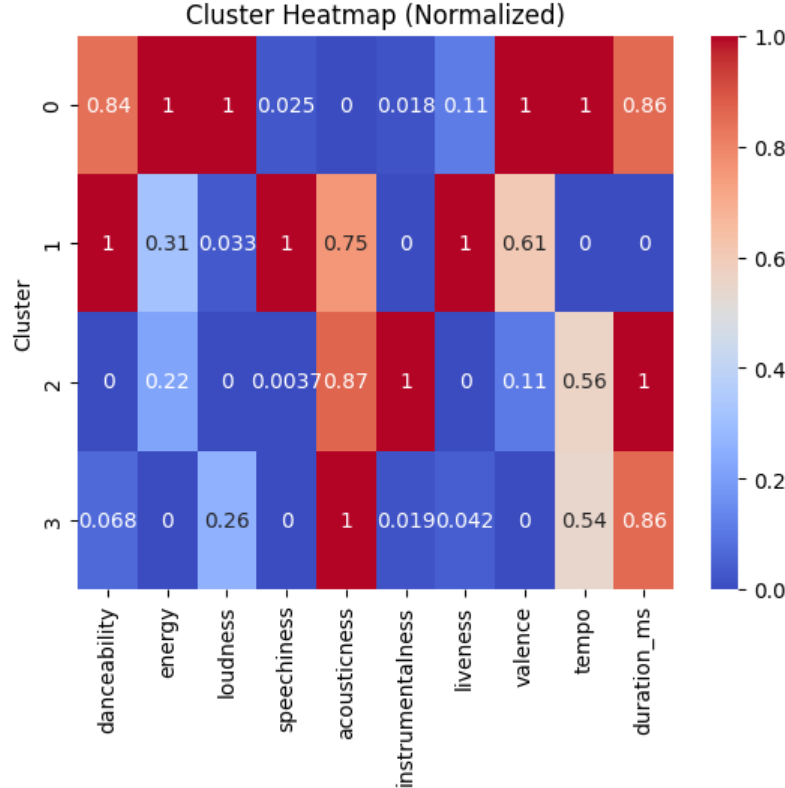 Cluster Heatmap (Normalized)
Cluster
0
0.84 1 1 0.025 0 0.018 0.11 1 1 0.86
1
1 0.31 0.033 1 0.75 0 1 0.61 0 0
2
0 0.22 0 0.0037 0.87 1 0 0.11 0.56 1
3
0.068 0 0.26 0 1 0.019 0.042 0 0.54 0.86
danceability
energy
loudness
speechiness
acousticness
instrumentalness
liveness
valence
tempo
duration_ms
1.0
0.8
0.6
0.4
0.2
0.0